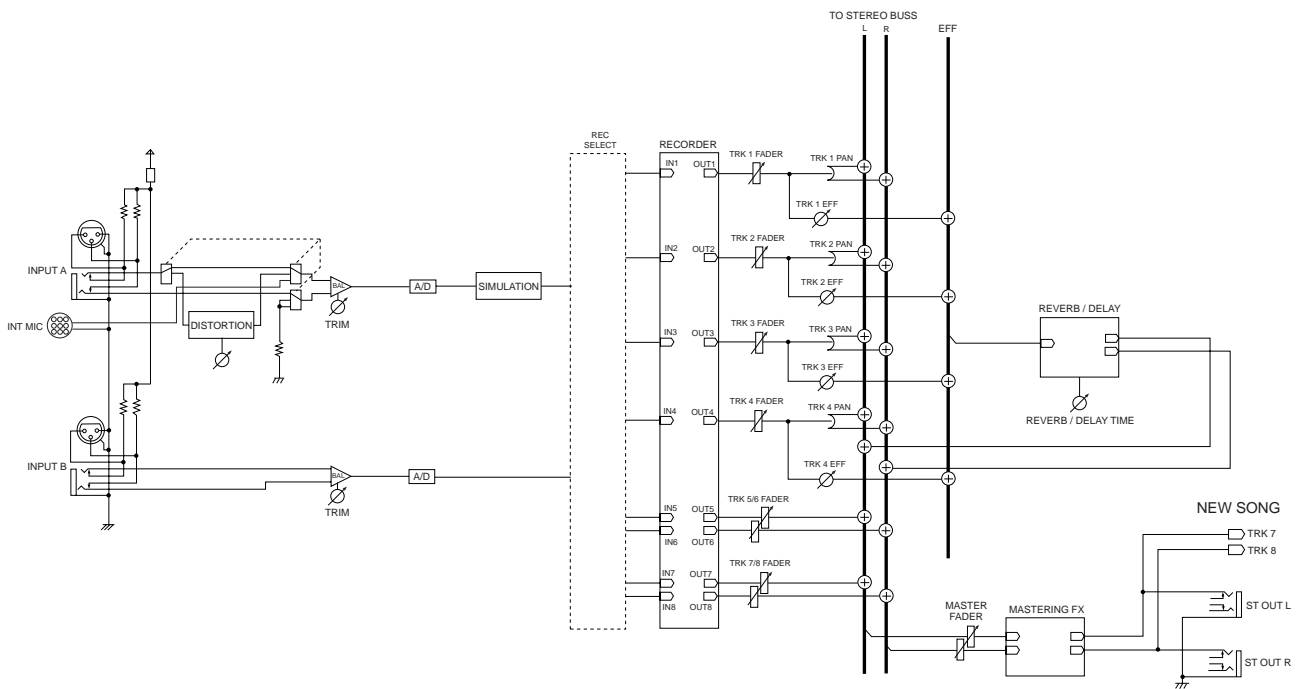 TO STEREO BUSS
L
R
EFF
REC
SELECT
RECORDER
IN1
OUT1
TRK 1 FADER
TRK 1 PAN
TRK 1 EFF
IN2
OUT2
TRK 2 FADER
TRK 2 PAN
TRK 2 EFF
INPUT A
BAL
TRIM
A/D
SIMULATION
INT MIC
DISTORTION
IN3
OUT3
TRK 3 FADER
TRK 3 PAN
TRK 3 EFF
REVERB / DELAY
REVERB / DELAY TIME
IN4
OUT4
TRK 4 FADER
TRK 4 PAN
TRK 4 EFF
INPUT B
BAL
TRIM
A/D
IN5
OUT5
TRK 5/6 FADER
IN6
OUT6
IN7
OUT7
TRK 7/8 FADER
IN8
OUT8
NEW SONG
TRK 7
TRK 8
MASTER
FADER
MASTERING FX
ST OUT L
ST OUT R